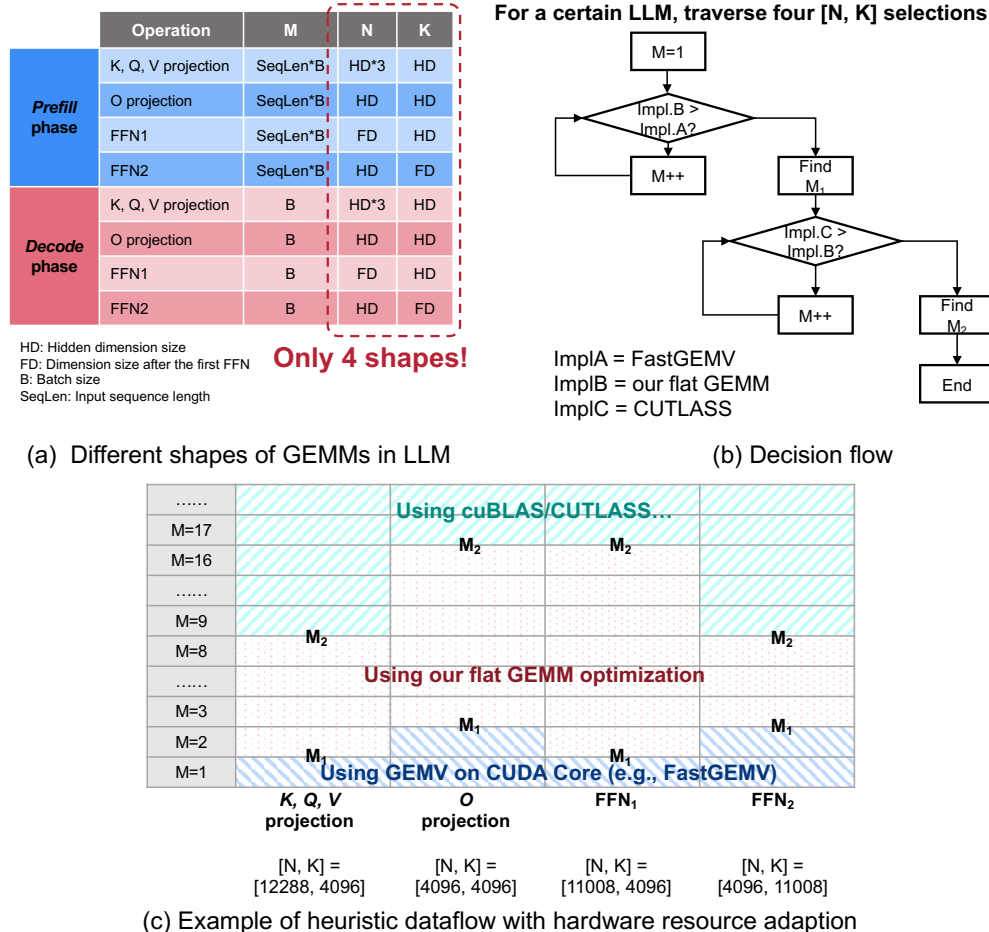 Operation M N K
Prefill phase
K, Q, V projection SeqLen*B HD*3 HD
O projection SeqLen*B HD HD
FFN1 SeqLen*B FD HD
FFN2 SeqLen*B HD FD
Decode phase
K, Q, V projection B HD*3 HD
O projection B HD HD
FFN1 B FD HD
FFN2 B HD FD
HD: Hidden dimension size
FD: Dimension size after the first FFN
B: Batch size
SeqLen: Input sequence length
Only 4 shapes!
(a) Different shapes of GEMMs in LLM
For a certain LLM, traverse four [N, K] selections
M=1
Impl.B >
Impl.A?
M++
Find
M₁
Impl.C >
Impl.B?
M++
Find
M₂
End
ImplA = FastGEMV
ImplB = our flat GEMM
ImplC = CUTLASS
(b) Decision flow
......
Using cuBLAS/CUTLASS...
M=17
M₂ M₂
M=16
......
M=9
M₂ M₂
M=8
......
Using our flat GEMM optimization
M=3
M₁ M₁
M=2
M₁ M₁
M=1
Using GEMV on CUDA Core (e.g., FastGEMV)
K, Q, V
projection
O
projection
FFN₁
FFN₂
[N, K] =
[12288, 4096]
[N, K] =
[4096, 4096]
[N, K] =
[11008, 4096]
[N, K] =
[4096, 11008]
(c) Example of heuristic dataflow with hardware resource adaption